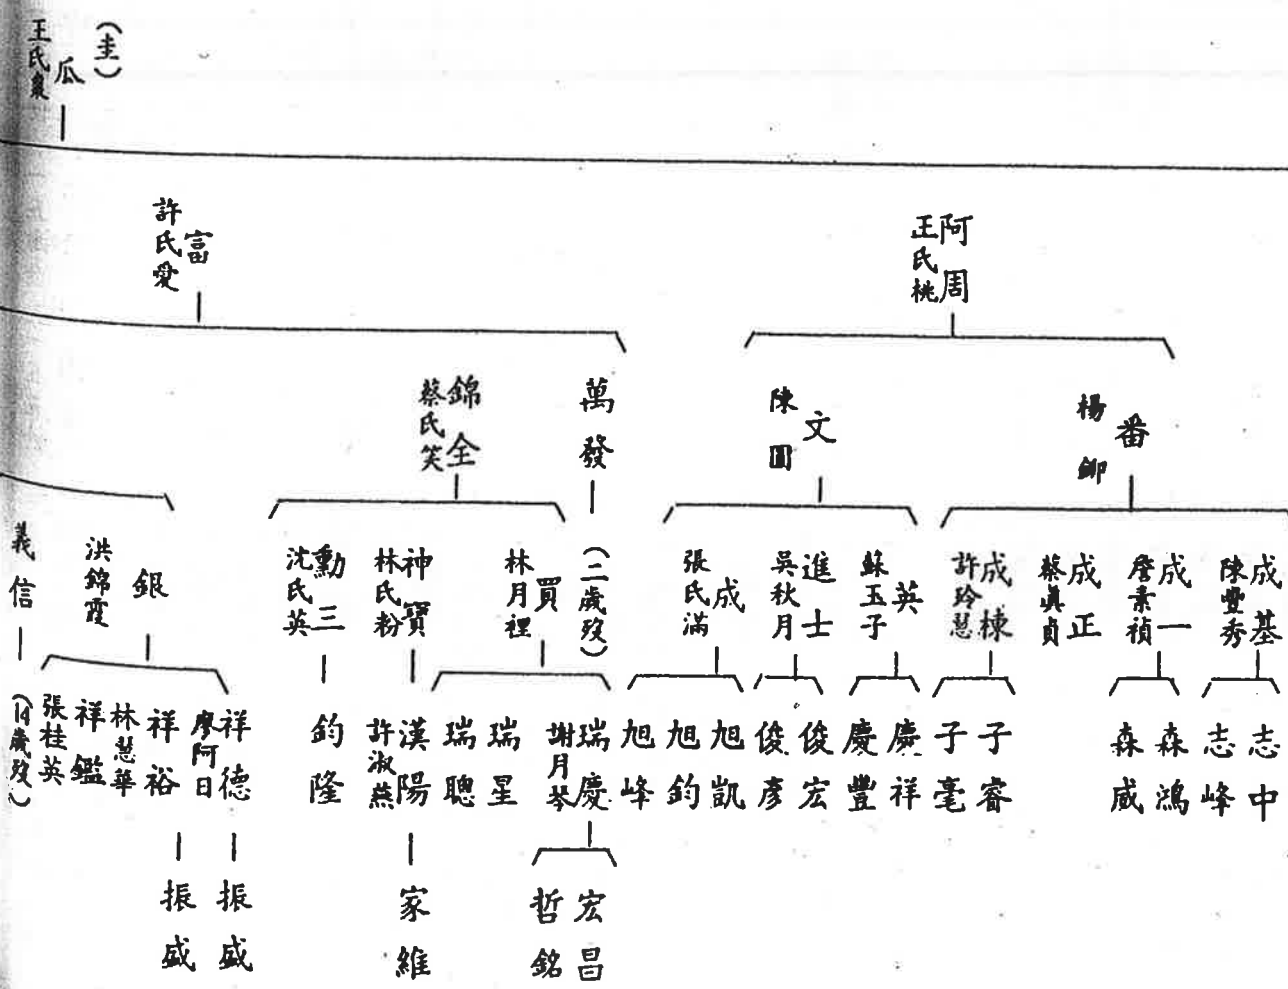 (圭)
瓜
王氏
阿周
王氏桃
富
許氏愛
番
楊
文
陳圓
萬發
錦全
蔡氏笑
成基
陳豐秀
成一
詹素禎
成正
蔡眞貞
成棟
許玲慧
英
蘇玉子
進士
吳秋月
成
張氏滿
(二歲歿)
買
林月裡
神寶
林氏粉
勳三
沈氏英
銀
洪錦霞
義信
志中
志峰
森鴻
森威
子睿
子毫
慶祥
慶豐
俊宏
俊彥
旭凱
旭鈞
旭峰
瑞慶
謝月琴
瑞星
瑞聰
漢陽
許淑燕
鈞隆
祥德
廖阿日
祥裕
林慧華
祥鑑
張桂英
(14歲歿)
宏昌
哲銘
家維
振盛
振盛